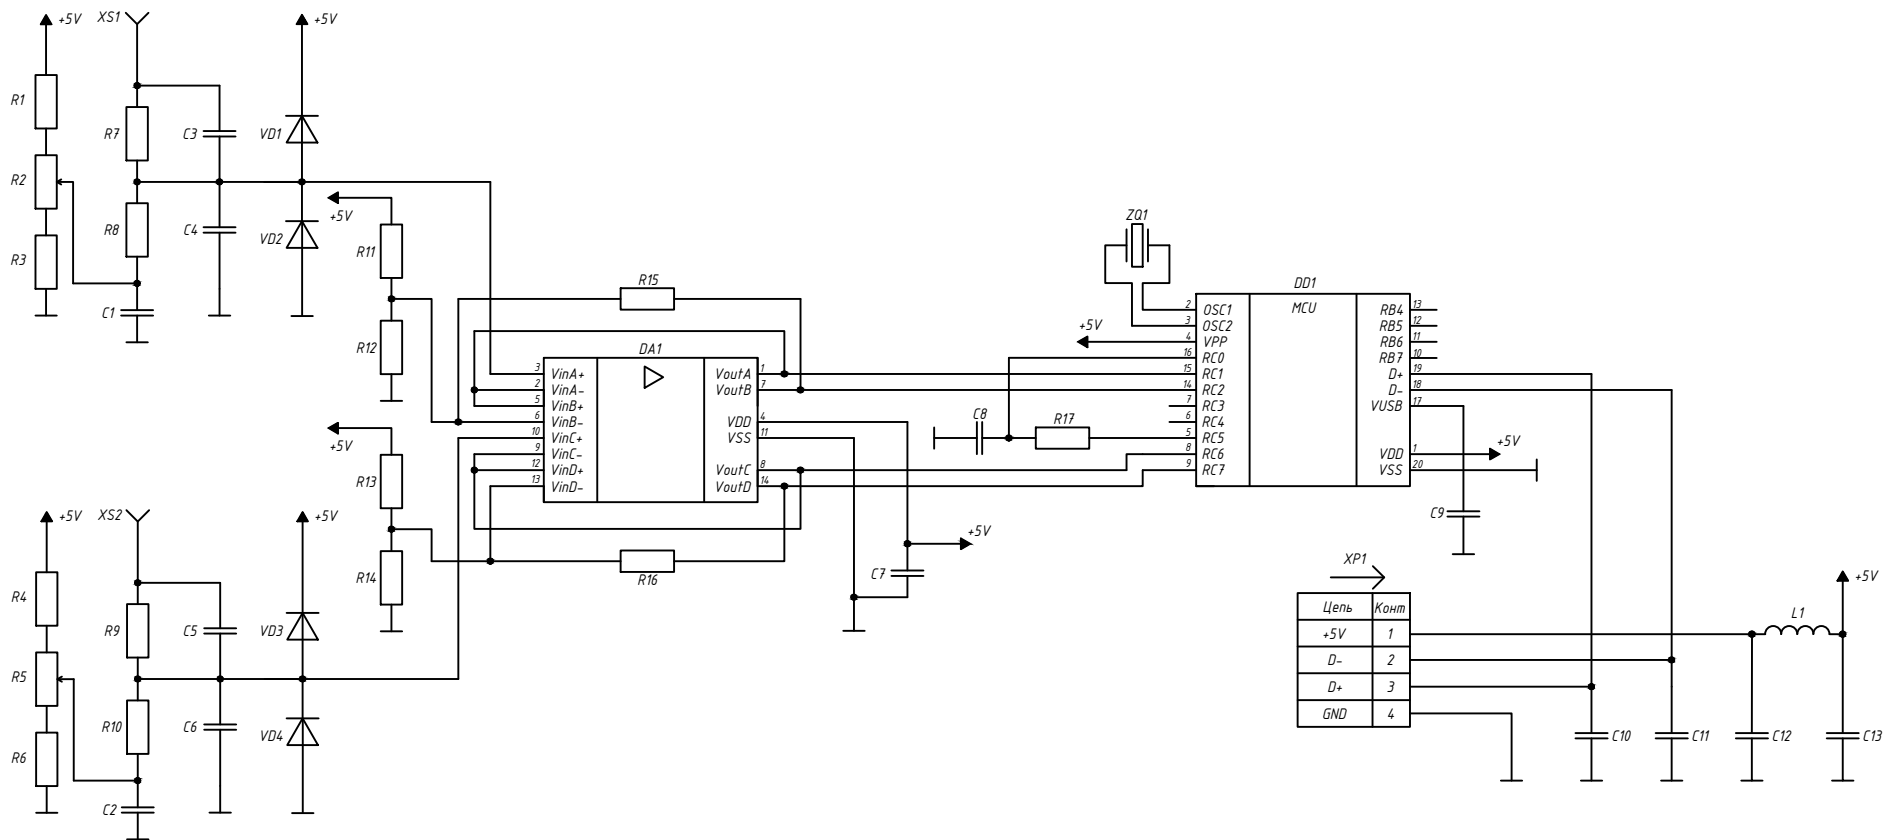 +5V XS1 +5V
R1 R7 C3 VD1
R2 +5V
R3 R8 C4 VD2 R11
C1 R12
R15
DA1
3 VinA+ VoutA 1
2 VinA- VoutB 7
5 VinB+
6 VinB- VDD 4
10 VinC+ VSS 11
9 VinC-
12 VinD+ VoutC 8
13 VinD- VoutD 14
+5V
R13
R14
R16
C7
+5V
ZQ1
DD1
MCU
2 OSC1 RB4 13
3 OSC2 RB5 12
+5V
4 VPP RB6 11
16 RC0 RB7 10
15 RC1 D+ 19
14 RC2 D- 18
7 RC3 VUSB 17
6 RC4
5 RC5
8 RC6 VDD 1
9 RC7 VSS 20
C8 R17
+5V
C9
+5V XS2 +5V
R4 R9 C5 VD3
R5
R6 R10 C6 VD4
C2
XP1
Цепь Конт
+5V 1
D- 2
D+ 3
GND 4
L1
+5V
C10 C11 C12 C13